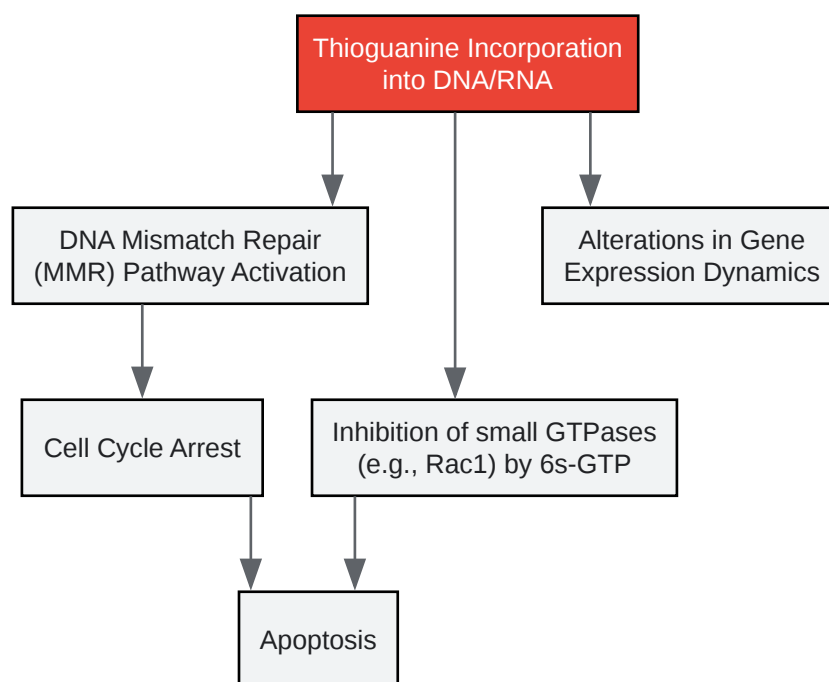 Thioguanine Incorporation
into DNA/RNA
DNA Mismatch Repair
(MMR) Pathway Activation
Alterations in Gene
Expression Dynamics
Cell Cycle Arrest
Inhibition of small GTPases
(e.g., Rac1) by 6s-GTP
Apoptosis